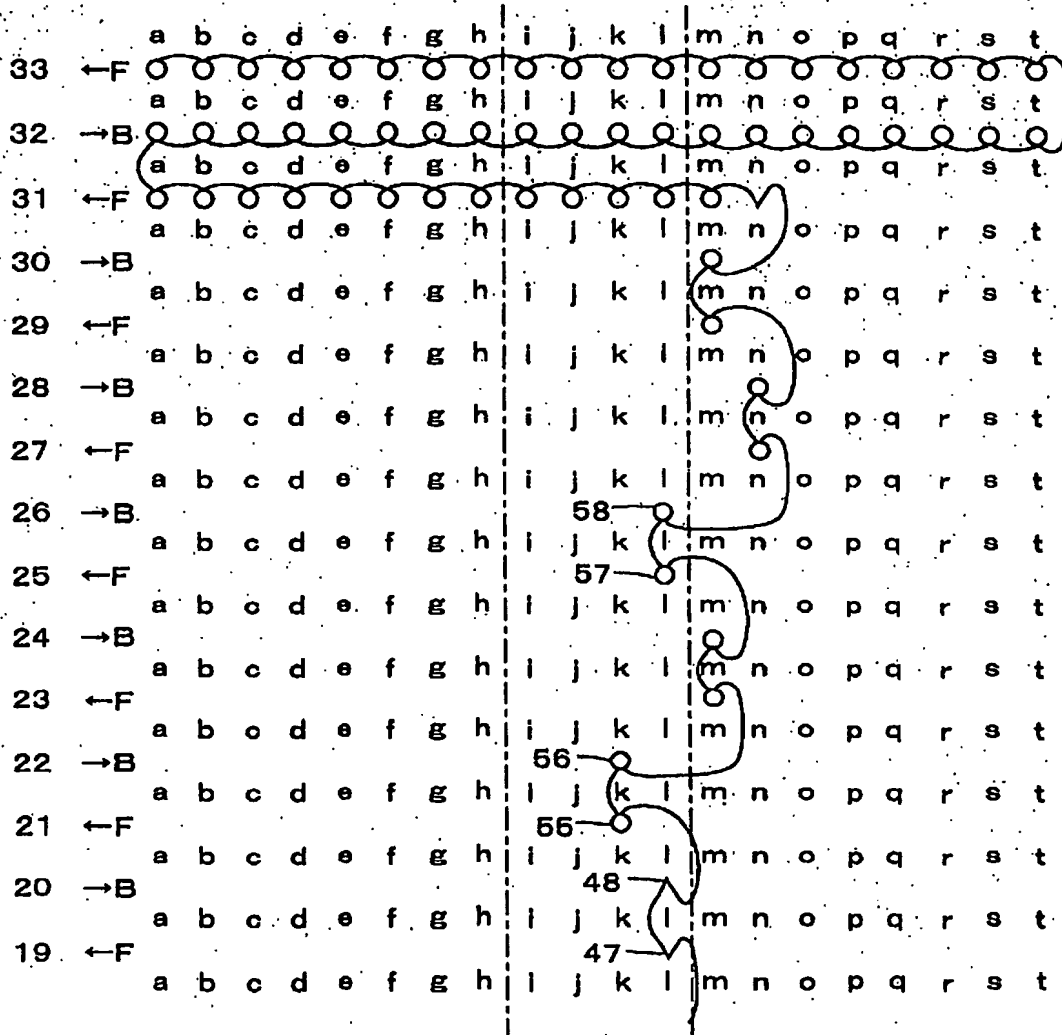 a b c d e f g h i j k l m n o p q r s t
33 ←F
a b c d e f g h i j k l m n o p q r s t
32 →B
a b c d e f g h i j k l m n o p q r s t
31 ←F
a b c d e f g h i j k l m n o p q r s t
30 →B
a b c d e f g h i j k l m n o p q r s t
29 ←F
a b c d e f g h i j k l m n o p q r s t
28 →B
a b c d e f g h i j k l m n o p q r s t
27 ←F
a b c d e f g h i j k l m n o p q r s t
26 →B 58
a b c d e f g h i j k l m n o p q r s t
25 ←F 57
a b c d e f g h i j k l m n o p q r s t
24 →B
a b c d e f g h i j k l m n o p q r s t
23 ←F
a b c d e f g h i j k l m n o p q r s t
22 →B 56
a b c d e f g h i j k l m n o p q r s t
21 ←F 55
a b c d e f g h i j k l m n o p q r s t
20 →B 48
a b c d e f g h i j k l m n o p q r s t
19 ←F 47
a b c d e f g h i j k l m n o p q r s t